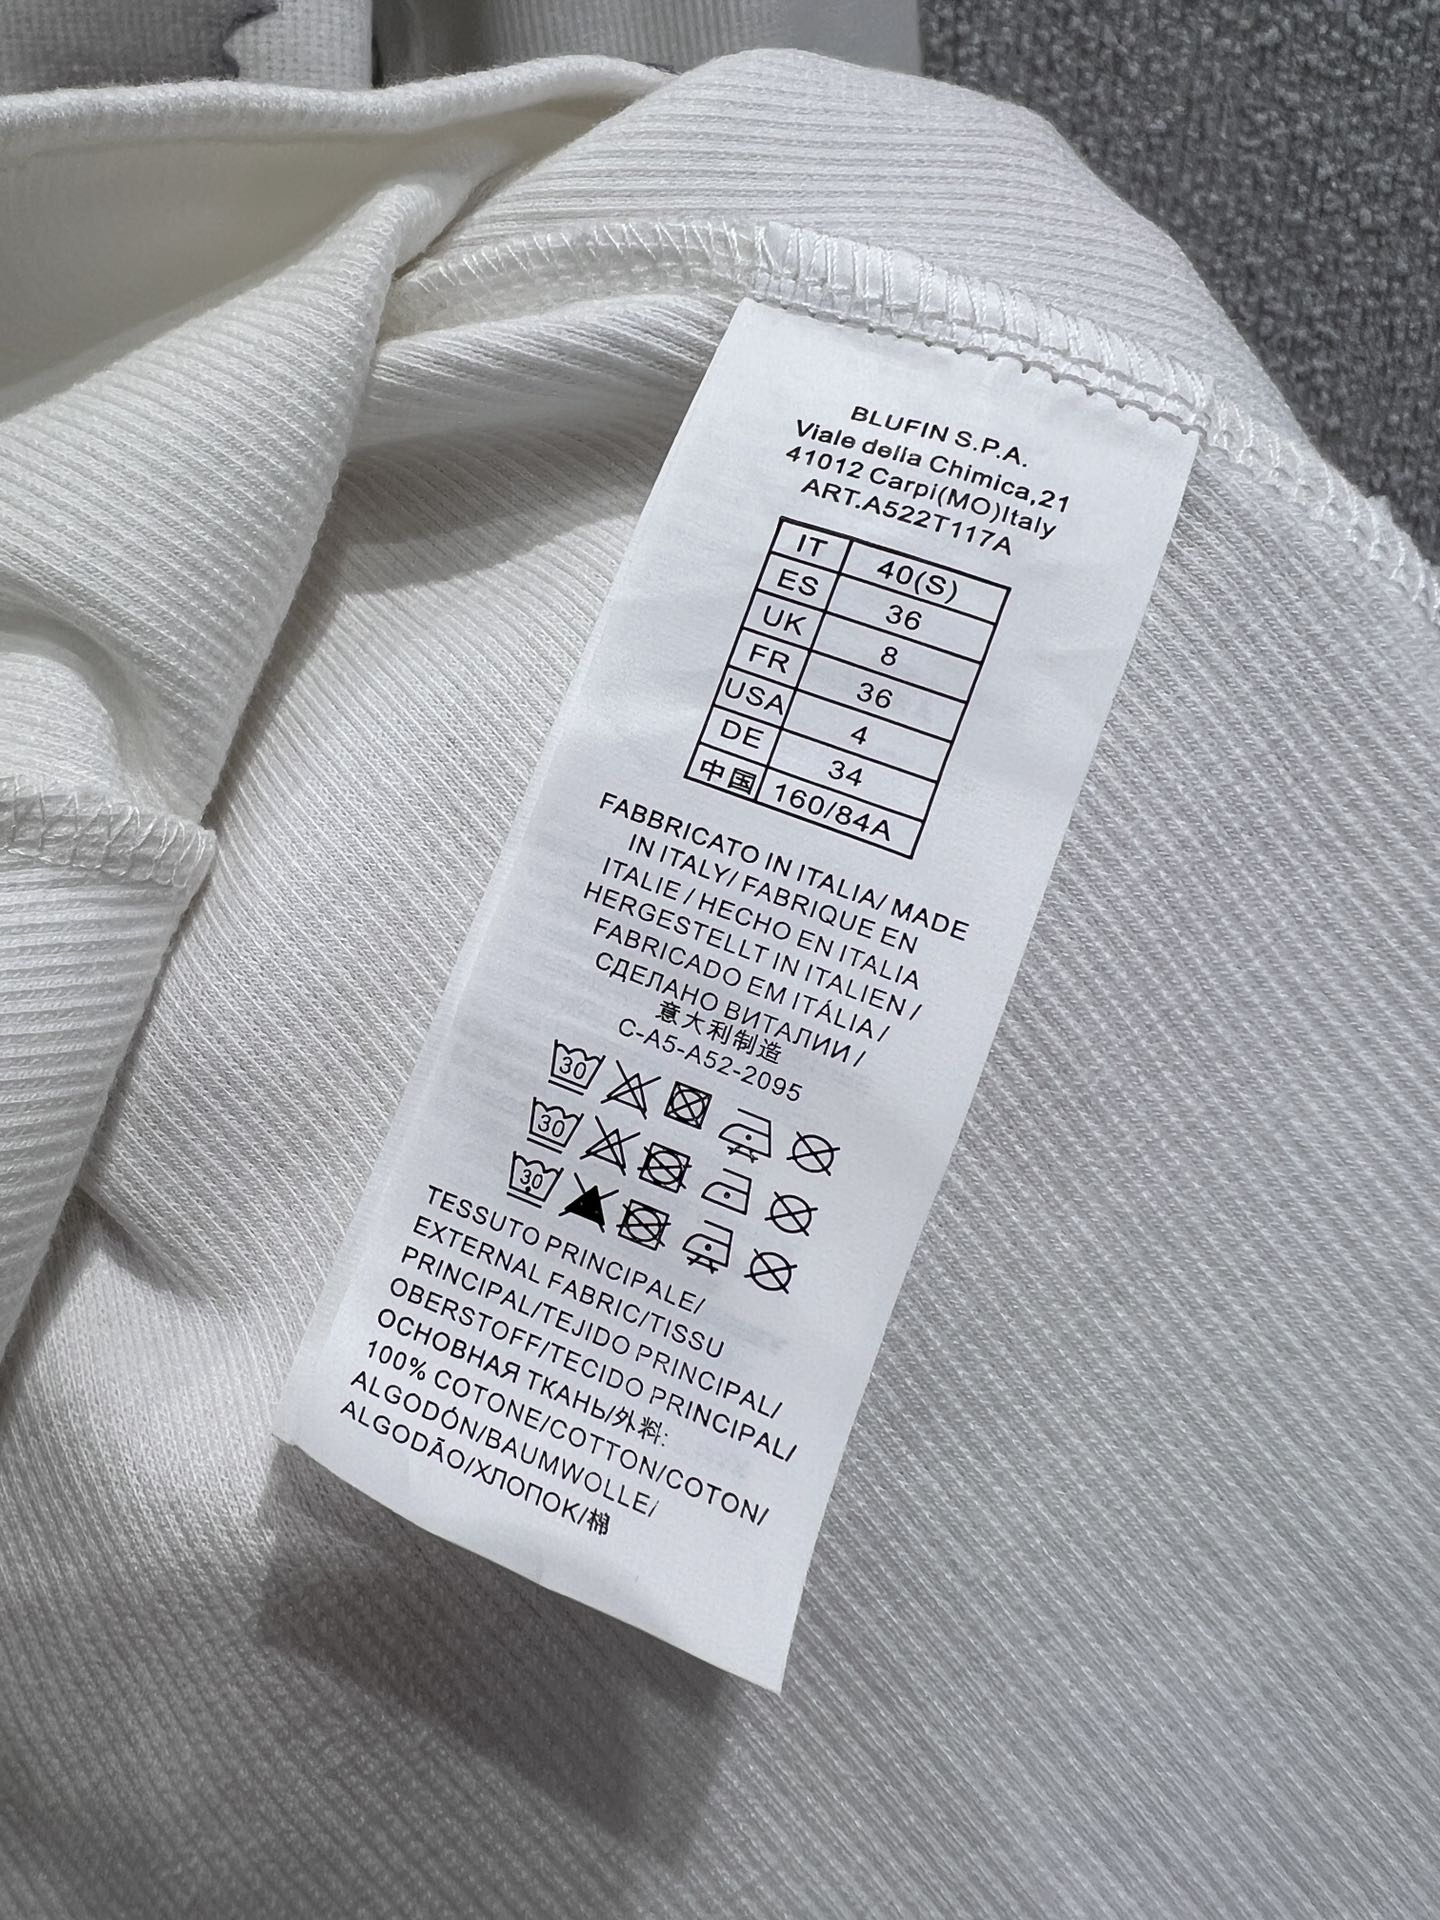 BLUFIN S.P.A.
Viale della Chimica,21
41012 Carpi(MO)Italy
ART.A522T117A
IT 40(S)
ES 36
UK 8
FR 36
USA 4
DE 34
中国 160/84A
FABBRICATO IN ITALIA/ MADE
IN ITALY/ FABRIQUE EN
ITALIE / HECHO EN ITALIA
HERGESTELLT IN ITALIEN /
FABRICADO EM ITÁLIA /
СДЕЛАНО ВИТАЛИИ /
意大利制造
C-A5-A52-2095
30
30
30
TESSUTO PRINCIPALE/
EXTERNAL FABRIC/TISSU
PRINCIPAL/TEJIDO PRINCIPAL/
OBERSTOFF/TECIDO PRINCIPAL/
ОСНОВНАЯ ТКАНЬ/外料:
100% COTONE/COTTON/COTON/
ALGODÓN/BAUMWOLLE/
ALGODÃO/ХЛОПОК/棉